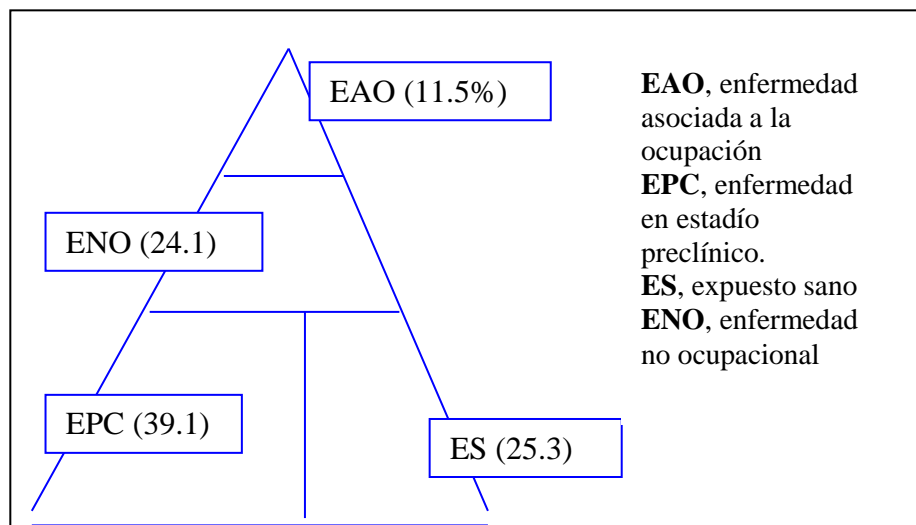 EAO (11.5%)
ENO (24.1)
EPC (39.1)
ES (25.3)
EAO, enfermedad
asociada a la
ocupación
EPC, enfermedad
en estadío
preclínico.
ES, expuesto sano
ENO, enfermedad
no ocupacional